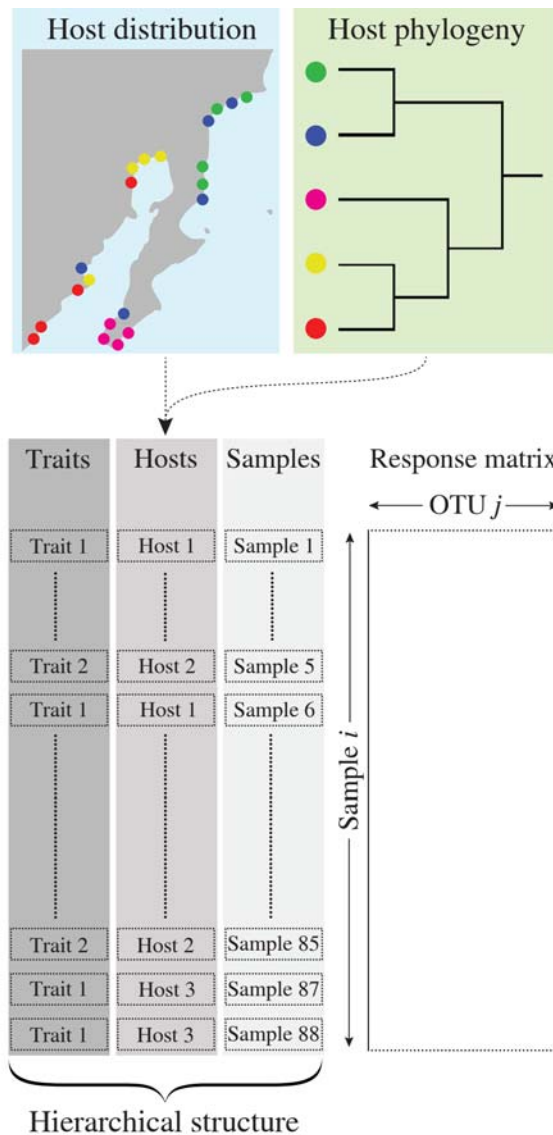 Host distribution
Host phylogeny
Traits Hosts Samples
Response matrix
OTU j
Trait 1 Host 1 Sample 1
Trait 2 Host 2 Sample 5
Trait 1 Host 1 Sample 6
Sample i
Trait 2 Host 2 Sample 85
Trait 1 Host 3 Sample 87
Trait 1 Host 3 Sample 88
Hierarchical structure